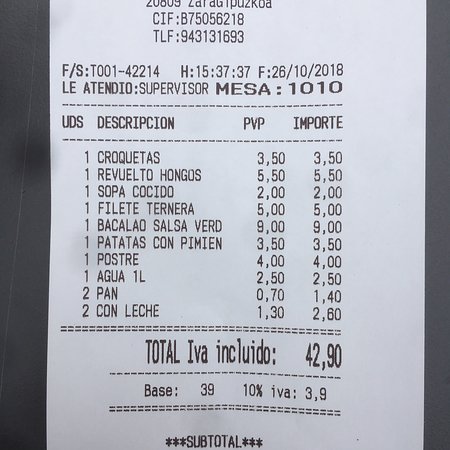 20809 ZaraGipuzkoa
CIF:B75056218
TLF:943131693
F/S:T001-42214 H:15:37:37 F:26/10/2018
LE ATENDIO:SUPERVISOR MESA:1010
UDS DESCRIPCION PVP IMPORTE
1 CROQUETAS 3,50 3,50
1 REVUELTO HONGOS 5,50 5,50
1 SOPA COCIDO 2,00 2,00
1 FILETE TERNERA 5,00 5,00
1 BACALAO SALSA VERD 9,00 9,00
1 PATATAS CON PIMIEN 3,50 3,50
1 POSTRE 4,00 4,00
1 AGUA 1L 2,50 2,50
2 PAN 0,70 1,40
2 CON LECHE 1,30 2,60
TOTAL Iva incluido: 42,90
Base: 39 10% iva: 3,9
***SUBTOTAL***